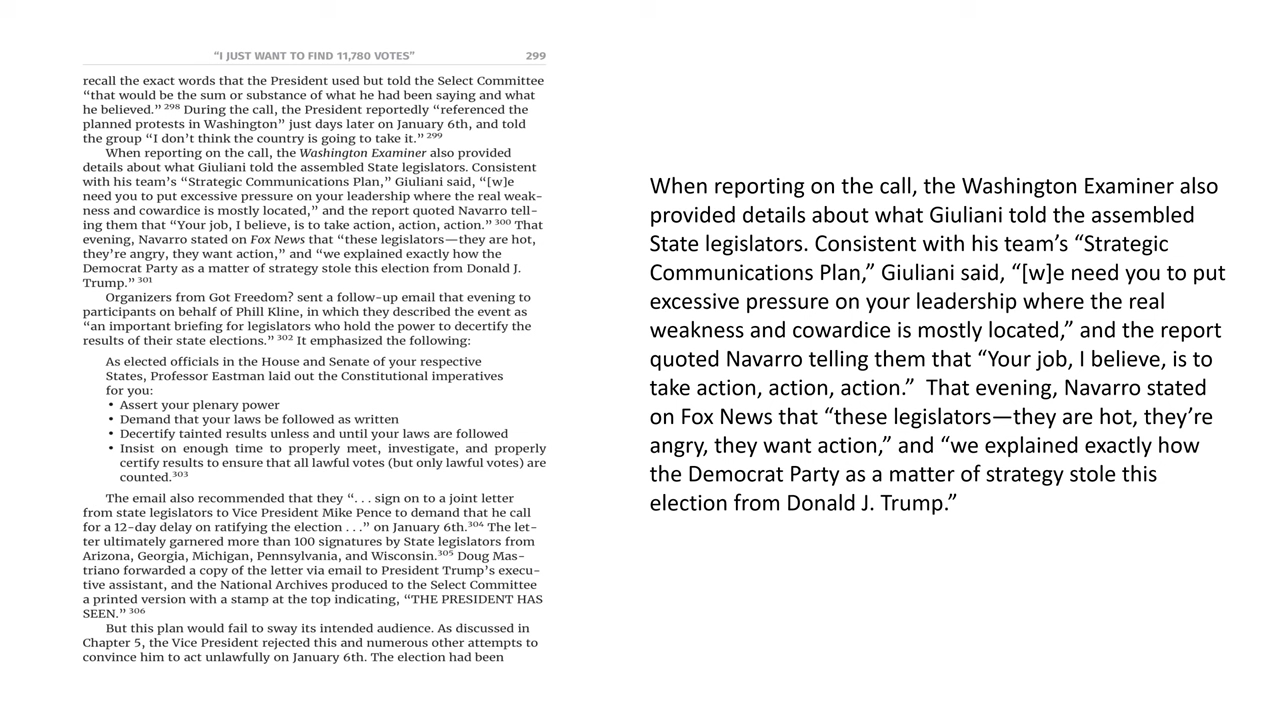 “I JUST WANT TO FIND 11,780 VOTES” 299
recall the exact words that the President used but told the Select Committee
“that would be the sum or substance of what he had been saying and what
he believed.” 298 During the call, the President reportedly “referenced the
planned protests in Washington” just days later on January 6th, and told
the group “I don’t think the country is going to take it.” 299
When reporting on the call, the Washington Examiner also provided
details about what Giuliani told the assembled State legislators. Consistent
with his team’s “Strategic Communications Plan,” Giuliani said, “[w]e
need you to put excessive pressure on your leadership where the real weak-
ness and cowardice is mostly located,” and the report quoted Navarro tell-
ing them that “Your job, I believe, is to take action, action, action.” 300 That
evening, Navarro stated on Fox News that “these legislators—they are hot,
they’re angry, they want action,” and “we explained exactly how the
Democrat Party as a matter of strategy stole this election from Donald J.
Trump.” 301
Organizers from Got Freedom? sent a follow-up email that evening to
participants on behalf of Phill Kline, in which they described the event as
“an important briefing for legislators who hold the power to decertify the
results of their state elections.” 302 It emphasized the following:
As elected officials in the House and Senate of your respective
States, Professor Eastman laid out the Constitutional imperatives
for you:
• Assert your plenary power
• Demand that your laws be followed as written
• Decertify tainted results unless and until your laws are followed
• Insist on enough time to properly meet, investigate, and properly
certify results to ensure that all lawful votes (but only lawful votes) are
counted.303
The email also recommended that they “. . . sign on to a joint letter
from state legislators to Vice President Mike Pence to demand that he call
for a 12-day delay on ratifying the election . . .” on January 6th.304 The let-
ter ultimately garnered more than 100 signatures by State legislators from
Arizona, Georgia, Michigan, Pennsylvania, and Wisconsin.305 Doug Mas-
triano forwarded a copy of the letter via email to President Trump’s execu-
tive assistant, and the National Archives produced to the Select Committee
a printed version with a stamp at the top indicating, “THE PRESIDENT HAS
SEEN.” 306
But this plan would fail to sway its intended audience. As discussed in
Chapter 5, the Vice President rejected this and numerous other attempts to
convince him to act unlawfully on January 6th. The election had been
When reporting on the call, the Washington Examiner also
provided details about what Giuliani told the assembled
State legislators. Consistent with his team’s “Strategic
Communications Plan,” Giuliani said, “[w]e need you to put
excessive pressure on your leadership where the real
weakness and cowardice is mostly located,” and the report
quoted Navarro telling them that “Your job, I believe, is to
take action, action, action.” That evening, Navarro stated
on Fox News that “these legislators—they are hot, they’re
angry, they want action,” and “we explained exactly how
the Democrat Party as a matter of strategy stole this
election from Donald J. Trump.”